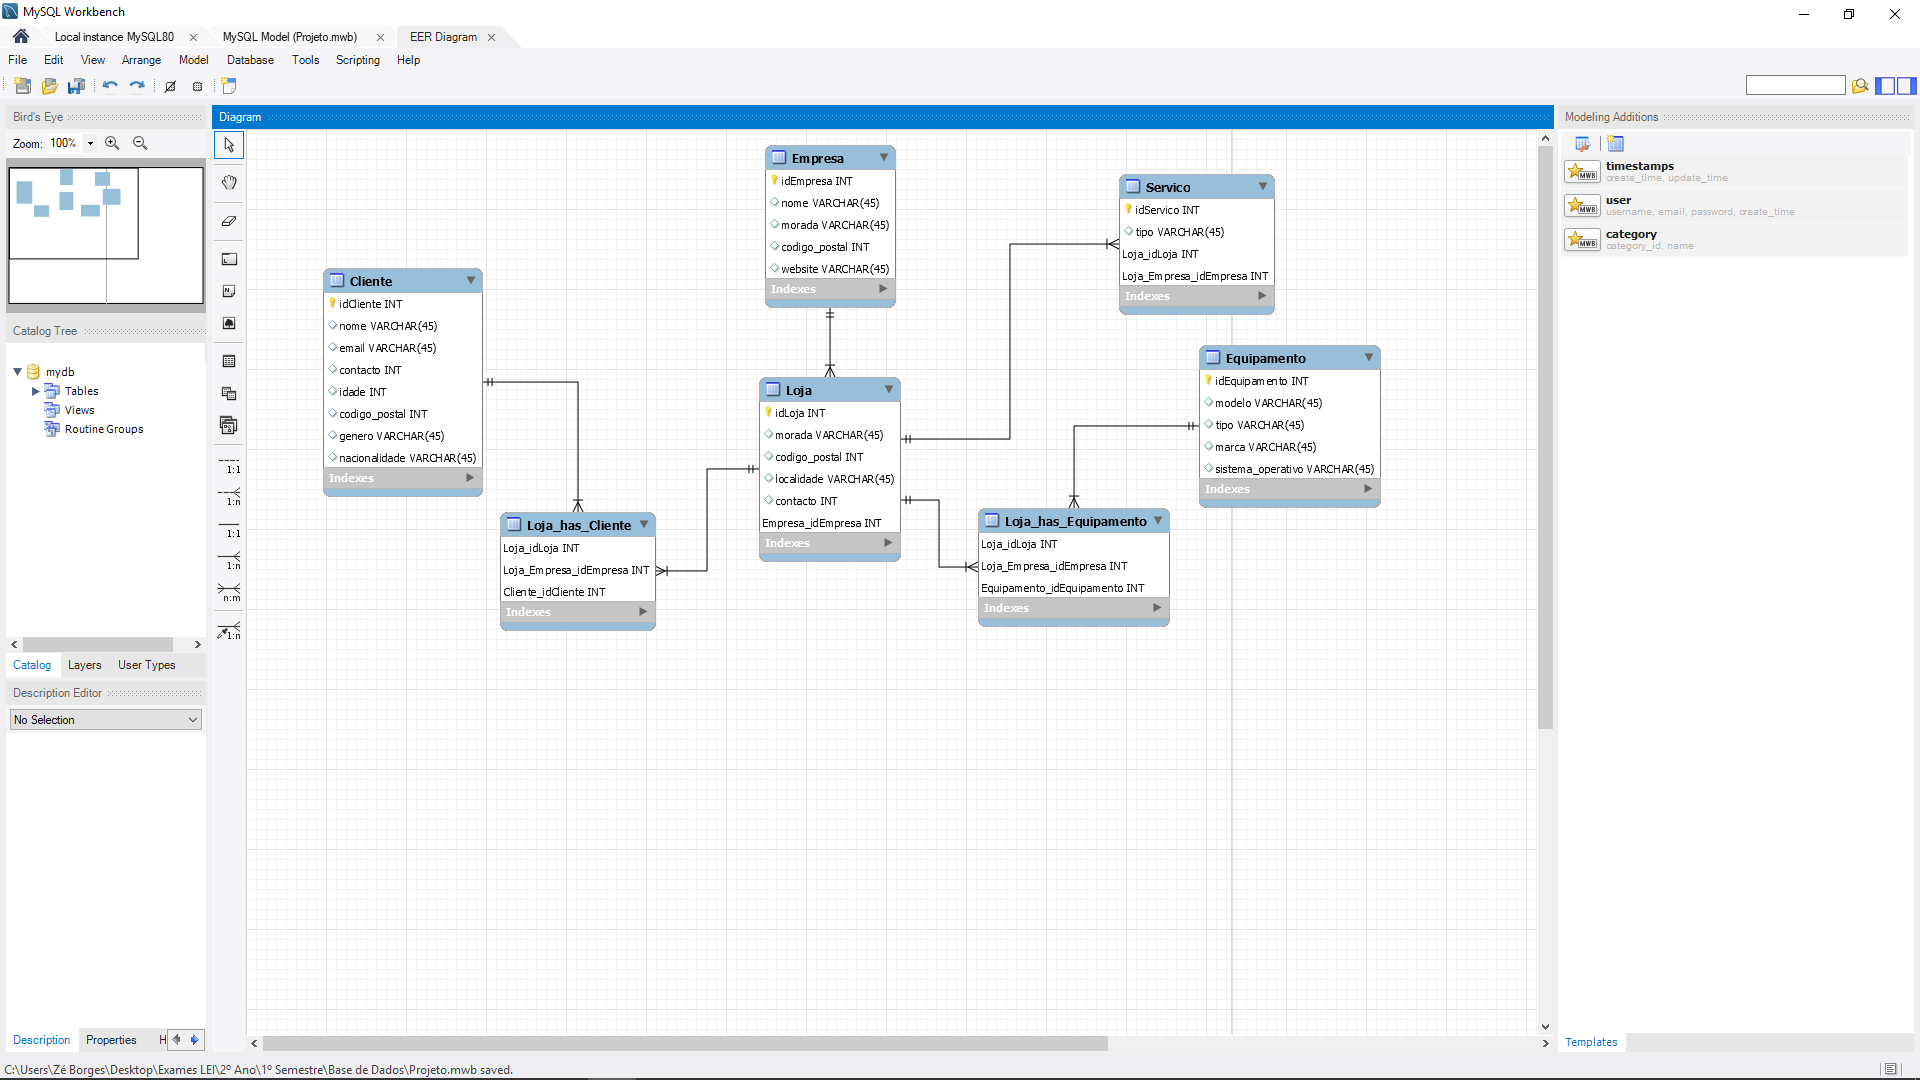 MySQL Workbench
Local instance MySQL80
MySQL Model (Projeto.mwb)
EER Diagram
File Edit View Arrange Model Database Tools Scripting Help
Bird's Eye
Zoom: 100%
Catalog Tree
mydb
Tables
Views
Routine Groups
Catalog Layers User Types
Description Editor
No Selection
Description Properties H
1:1
1:n
1:1
1:n
n:m
1:n
Diagram
Empresa
idEmpresa INT
nome VARCHAR(45)
morada VARCHAR(45)
codigo_postal INT
website VARCHAR(45)
Indexes
Servico
idServico INT
tipo VARCHAR(45)
Loja_idLoja INT
Loja_Empresa_idEmpresa INT
Indexes
Cliente
idCliente INT
nome VARCHAR(45)
email VARCHAR(45)
contacto INT
idade INT
codigo_postal INT
genero VARCHAR(45)
nacionalidade VARCHAR(45)
Indexes
Equipamento
idEquipamento INT
modelo VARCHAR(45)
tipo VARCHAR(45)
marca VARCHAR(45)
sistema_operativo VARCHAR(45)
Indexes
Loja
idLoja INT
morada VARCHAR(45)
codigo_postal INT
localidade VARCHAR(45)
contacto INT
Empresa_idEmpresa INT
Indexes
Loja_has_Cliente
Loja_idLoja INT
Loja_Empresa_idEmpresa INT
Cliente_idCliente INT
Indexes
Loja_has_Equipamento
Loja_idLoja INT
Loja_Empresa_idEmpresa INT
Equipamento_idEquipamento INT
Indexes
Modeling Additions
MWB
timestamps
create_time, update_time
MWB
user
username, email, password, create_time
MWB
category
category_id, name
Templates
C:\Users\Zé Borges\Desktop\Exames LEI\2º Ano\1º Semestre\Base de Dados\Projeto.mwb saved.